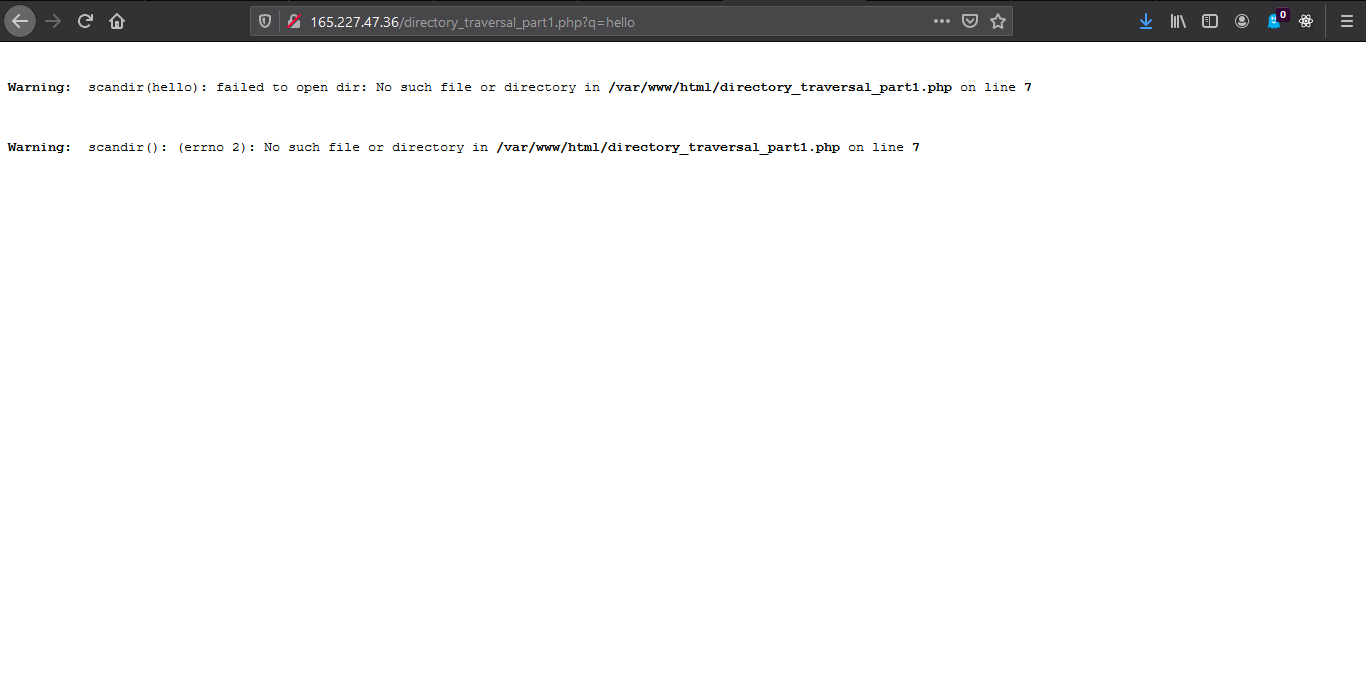 165.227.47.36/directory_traversal_part1.php?q=hello
0
Warning:  scandir(hello): failed to open dir: No such file or directory in /var/www/html/directory_traversal_part1.php on line 7
Warning:  scandir(): (errno 2): No such file or directory in /var/www/html/directory_traversal_part1.php on line 7